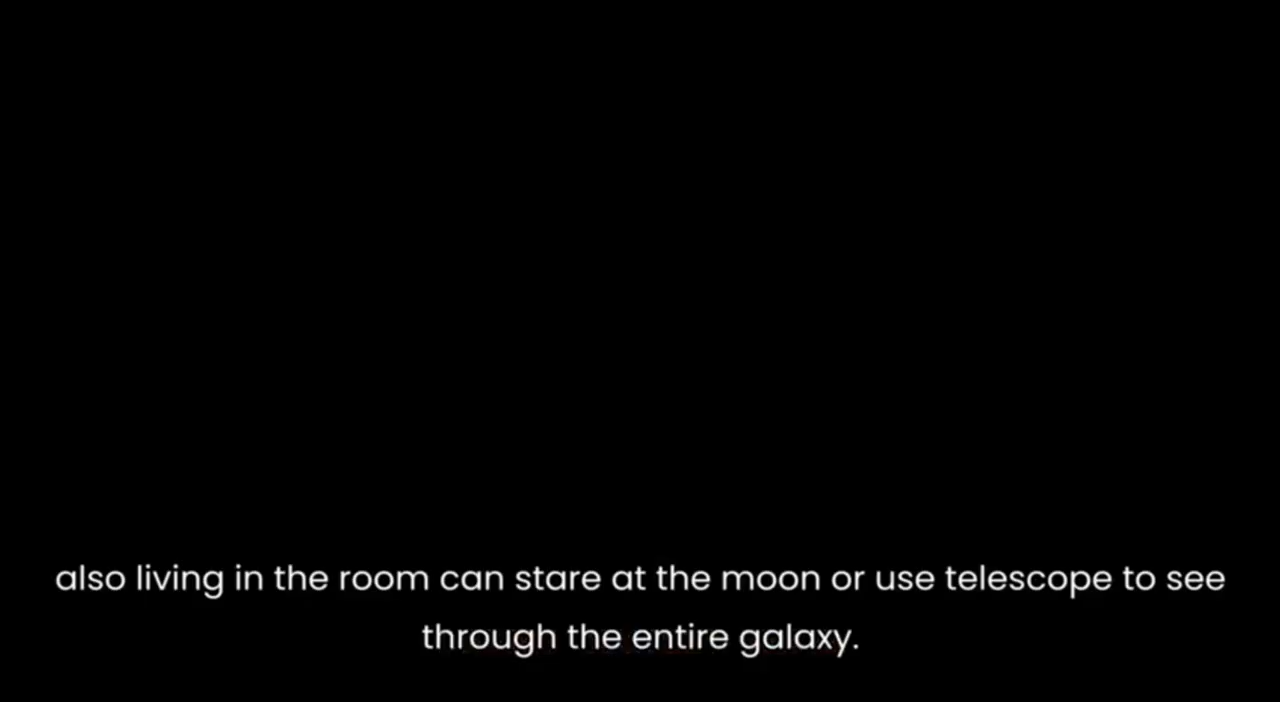 also living in the room can stare at the moon or use telescope to see
through the entire galaxy.